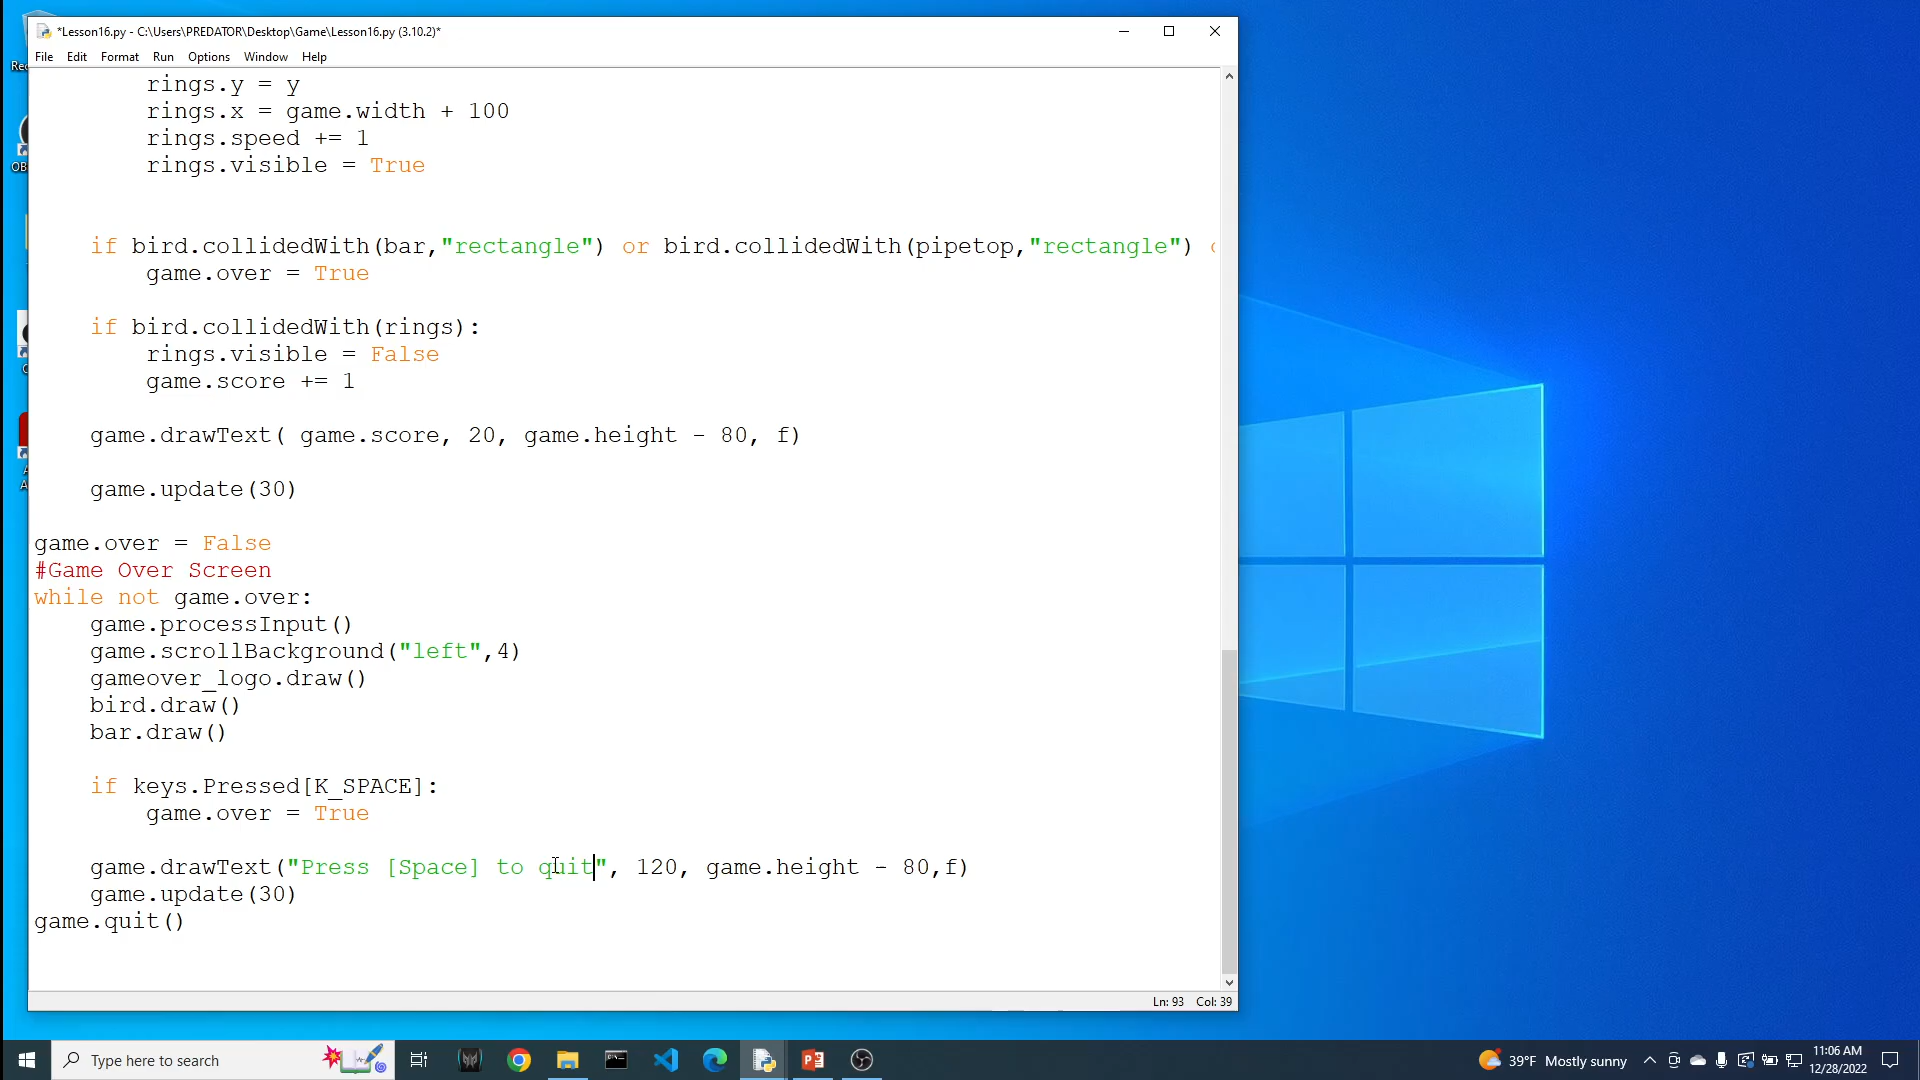 *Lesson16.py - C:\Users\PREDATOR\Desktop\Game\Lesson16.py (3.10.2)*
File Edit Format Run Options Window Help
rings.y = y
rings.x = game.width + 100
rings.speed += 1
rings.visible = True
if bird.collidedWith(bar,"rectangle") or bird.collidedWith(pipetop,"rectangle")
game.over = True
if bird.collidedWith(rings):
rings.visible = False
game.score += 1
game.drawText( game.score, 20, game.height - 80, f)
game.update(30)
game.over = False
#Game Over Screen
while not game.over:
game.processInput()
game.scrollBackground("left",4)
gameover_logo.draw()
bird.draw()
bar.draw()
if keys.Pressed[K_SPACE]:
game.over = True
game.drawText("Press [Space] to quit", 120, game.height - 80,f)
game.update(30)
game.quit()
Ln: 93 Col: 39
Type here to search
39°F Mostly sunny
11:06 AM
12/28/2022